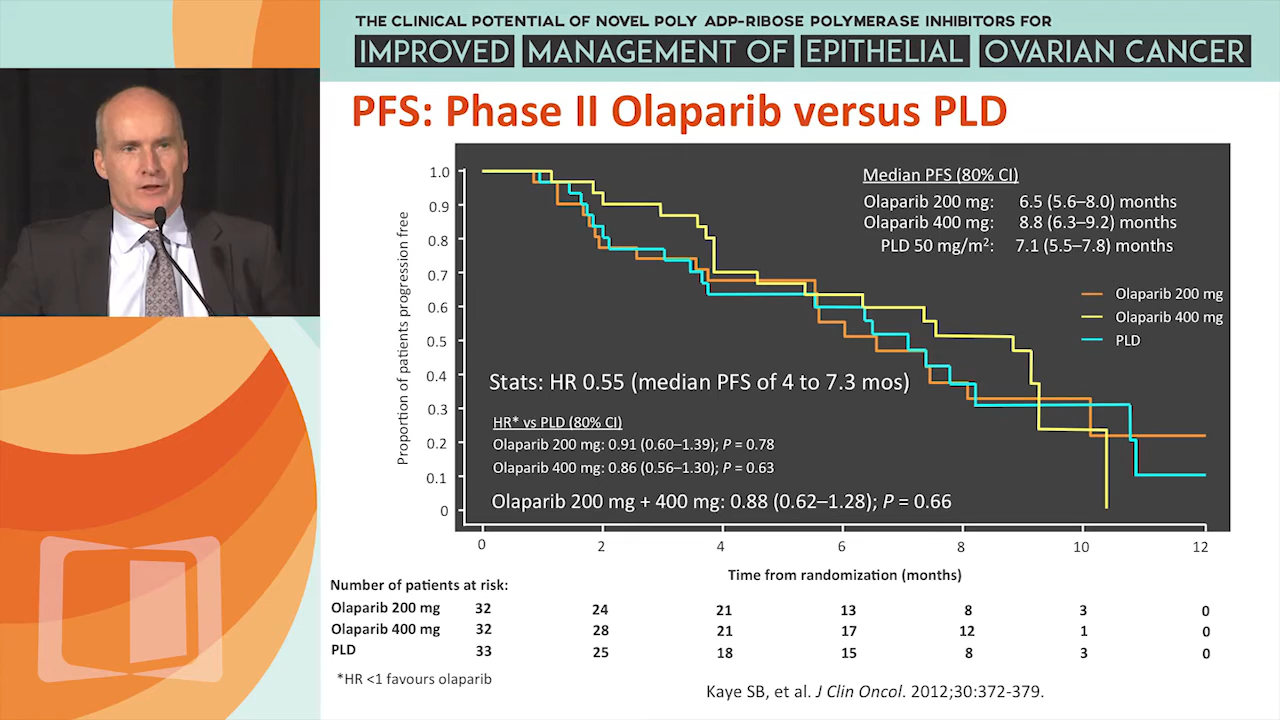 THE CLINICAL POTENTIAL OF NOVEL POLY ADP-RIBOSE POLYMERASE INHIBITORS FOR
IMPROVED MANAGEMENT OF EPITHELIAL OVARIAN CANCER
PFS: Phase II Olaparib versus PLD
Proportion of patients progression free
1.0
0.9
0.8
0.7
0.6
0.5
0.4
0.3
0.2
0.1
0
Median PFS (80% CI)
Olaparib 200 mg: 6.5 (5.6–8.0) months
Olaparib 400 mg: 8.8 (6.3–9.2) months
PLD 50 mg/m²: 7.1 (5.5–7.8) months
Olaparib 200 mg
Olaparib 400 mg
PLD
Stats: HR 0.55 (median PFS of 4 to 7.3 mos)
HR* vs PLD (80% CI)
Olaparib 200 mg: 0.91 (0.60–1.39); P = 0.78
Olaparib 400 mg: 0.86 (0.56–1.30); P = 0.63
Olaparib 200 mg + 400 mg: 0.88 (0.62–1.28); P = 0.66
0 2 4 6 8 10 12
Time from randomization (months)
Number of patients at risk:
Olaparib 200 mg 32 24 21 13 8 3 0
Olaparib 400 mg 32 28 21 17 12 1 0
PLD 33 25 18 15 8 3 0
*HR <1 favours olaparib
Kaye SB, et al. J Clin Oncol. 2012;30:372-379.